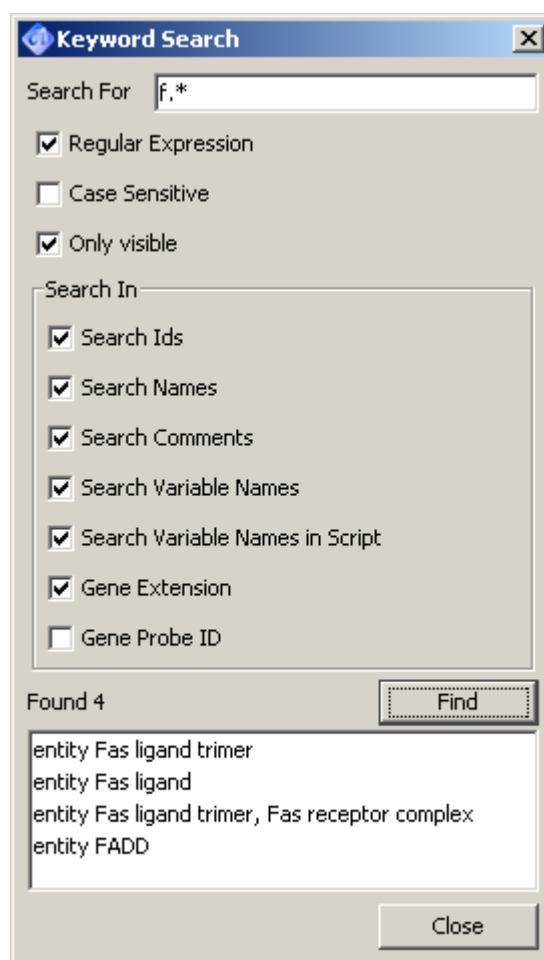 Keyword Search
Search For f.*
Regular Expression
Case Sensitive
Only visible
Search In
Search Ids
Search Names
Search Comments
Search Variable Names
Search Variable Names in Script
Gene Extension
Gene Probe ID
Found 4 Find
entity Fas ligand trimer
entity Fas ligand
entity Fas ligand trimer, Fas receptor complex
entity FADD
Close